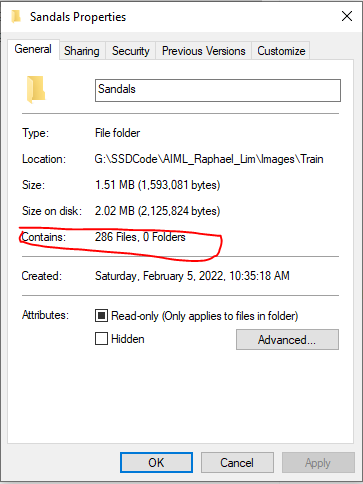 Sandals Properties
General Sharing Security Previous Versions Customize
Sandals
Type: File folder
Location: G:\SSDCode\AIML_Raphael_Lim\Images\Train
Size: 1.51 MB (1,593,081 bytes)
Size on disk: 2.02 MB (2,125,824 bytes)
Contains: 286 Files, 0 Folders
Created: Saturday, February 5, 2022, 10:35:18 AM
Attributes: Read-only (Only applies to files in folder)
Hidden Advanced...
OK Cancel Apply